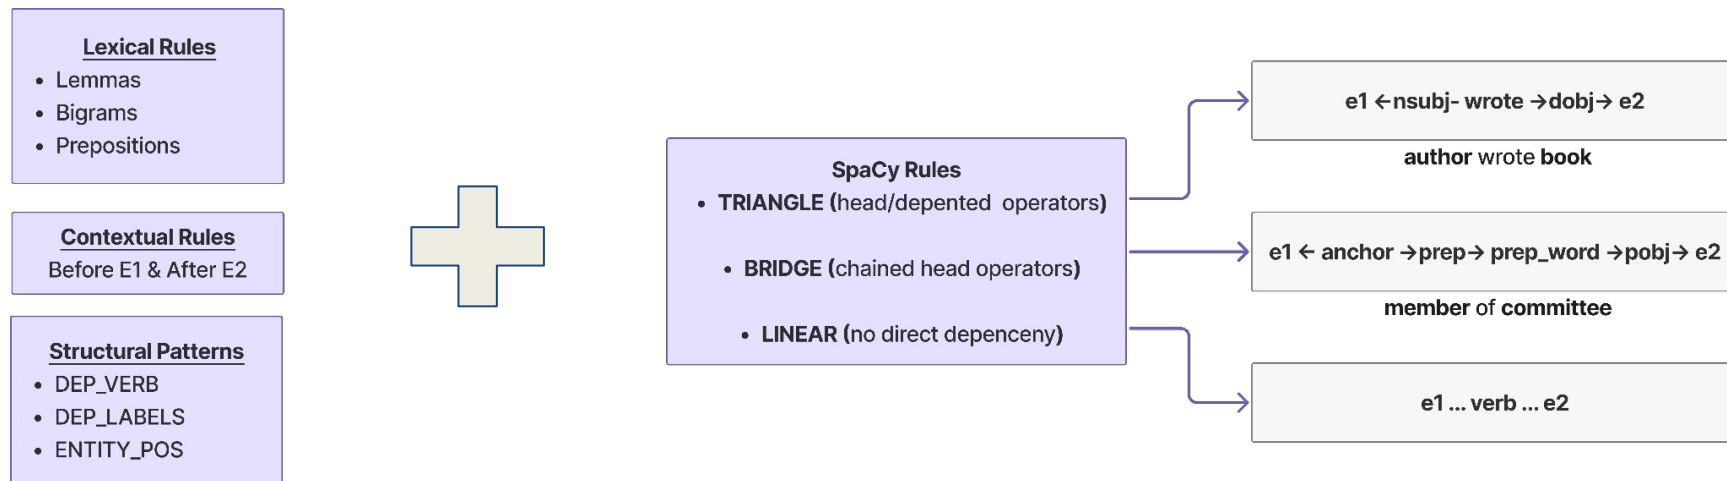 Lexical Rules
• Lemmas
• Bigrams
• Prepositions
Contextual Rules
Before E1 & After E2
Structural Patterns
• DEP_VERB
• DEP_LABELS
• ENTITY_POS
SpaCy Rules
• TRIANGLE (head/depented operators)
• BRIDGE (chained head operators)
• LINEAR (no direct depenceny)
e1 ←nsubj- wrote →dobj→ e2
author wrote book
e1 ← anchor →prep→ prep_word →pobj→ e2
member of committee
e1 ... verb ... e2